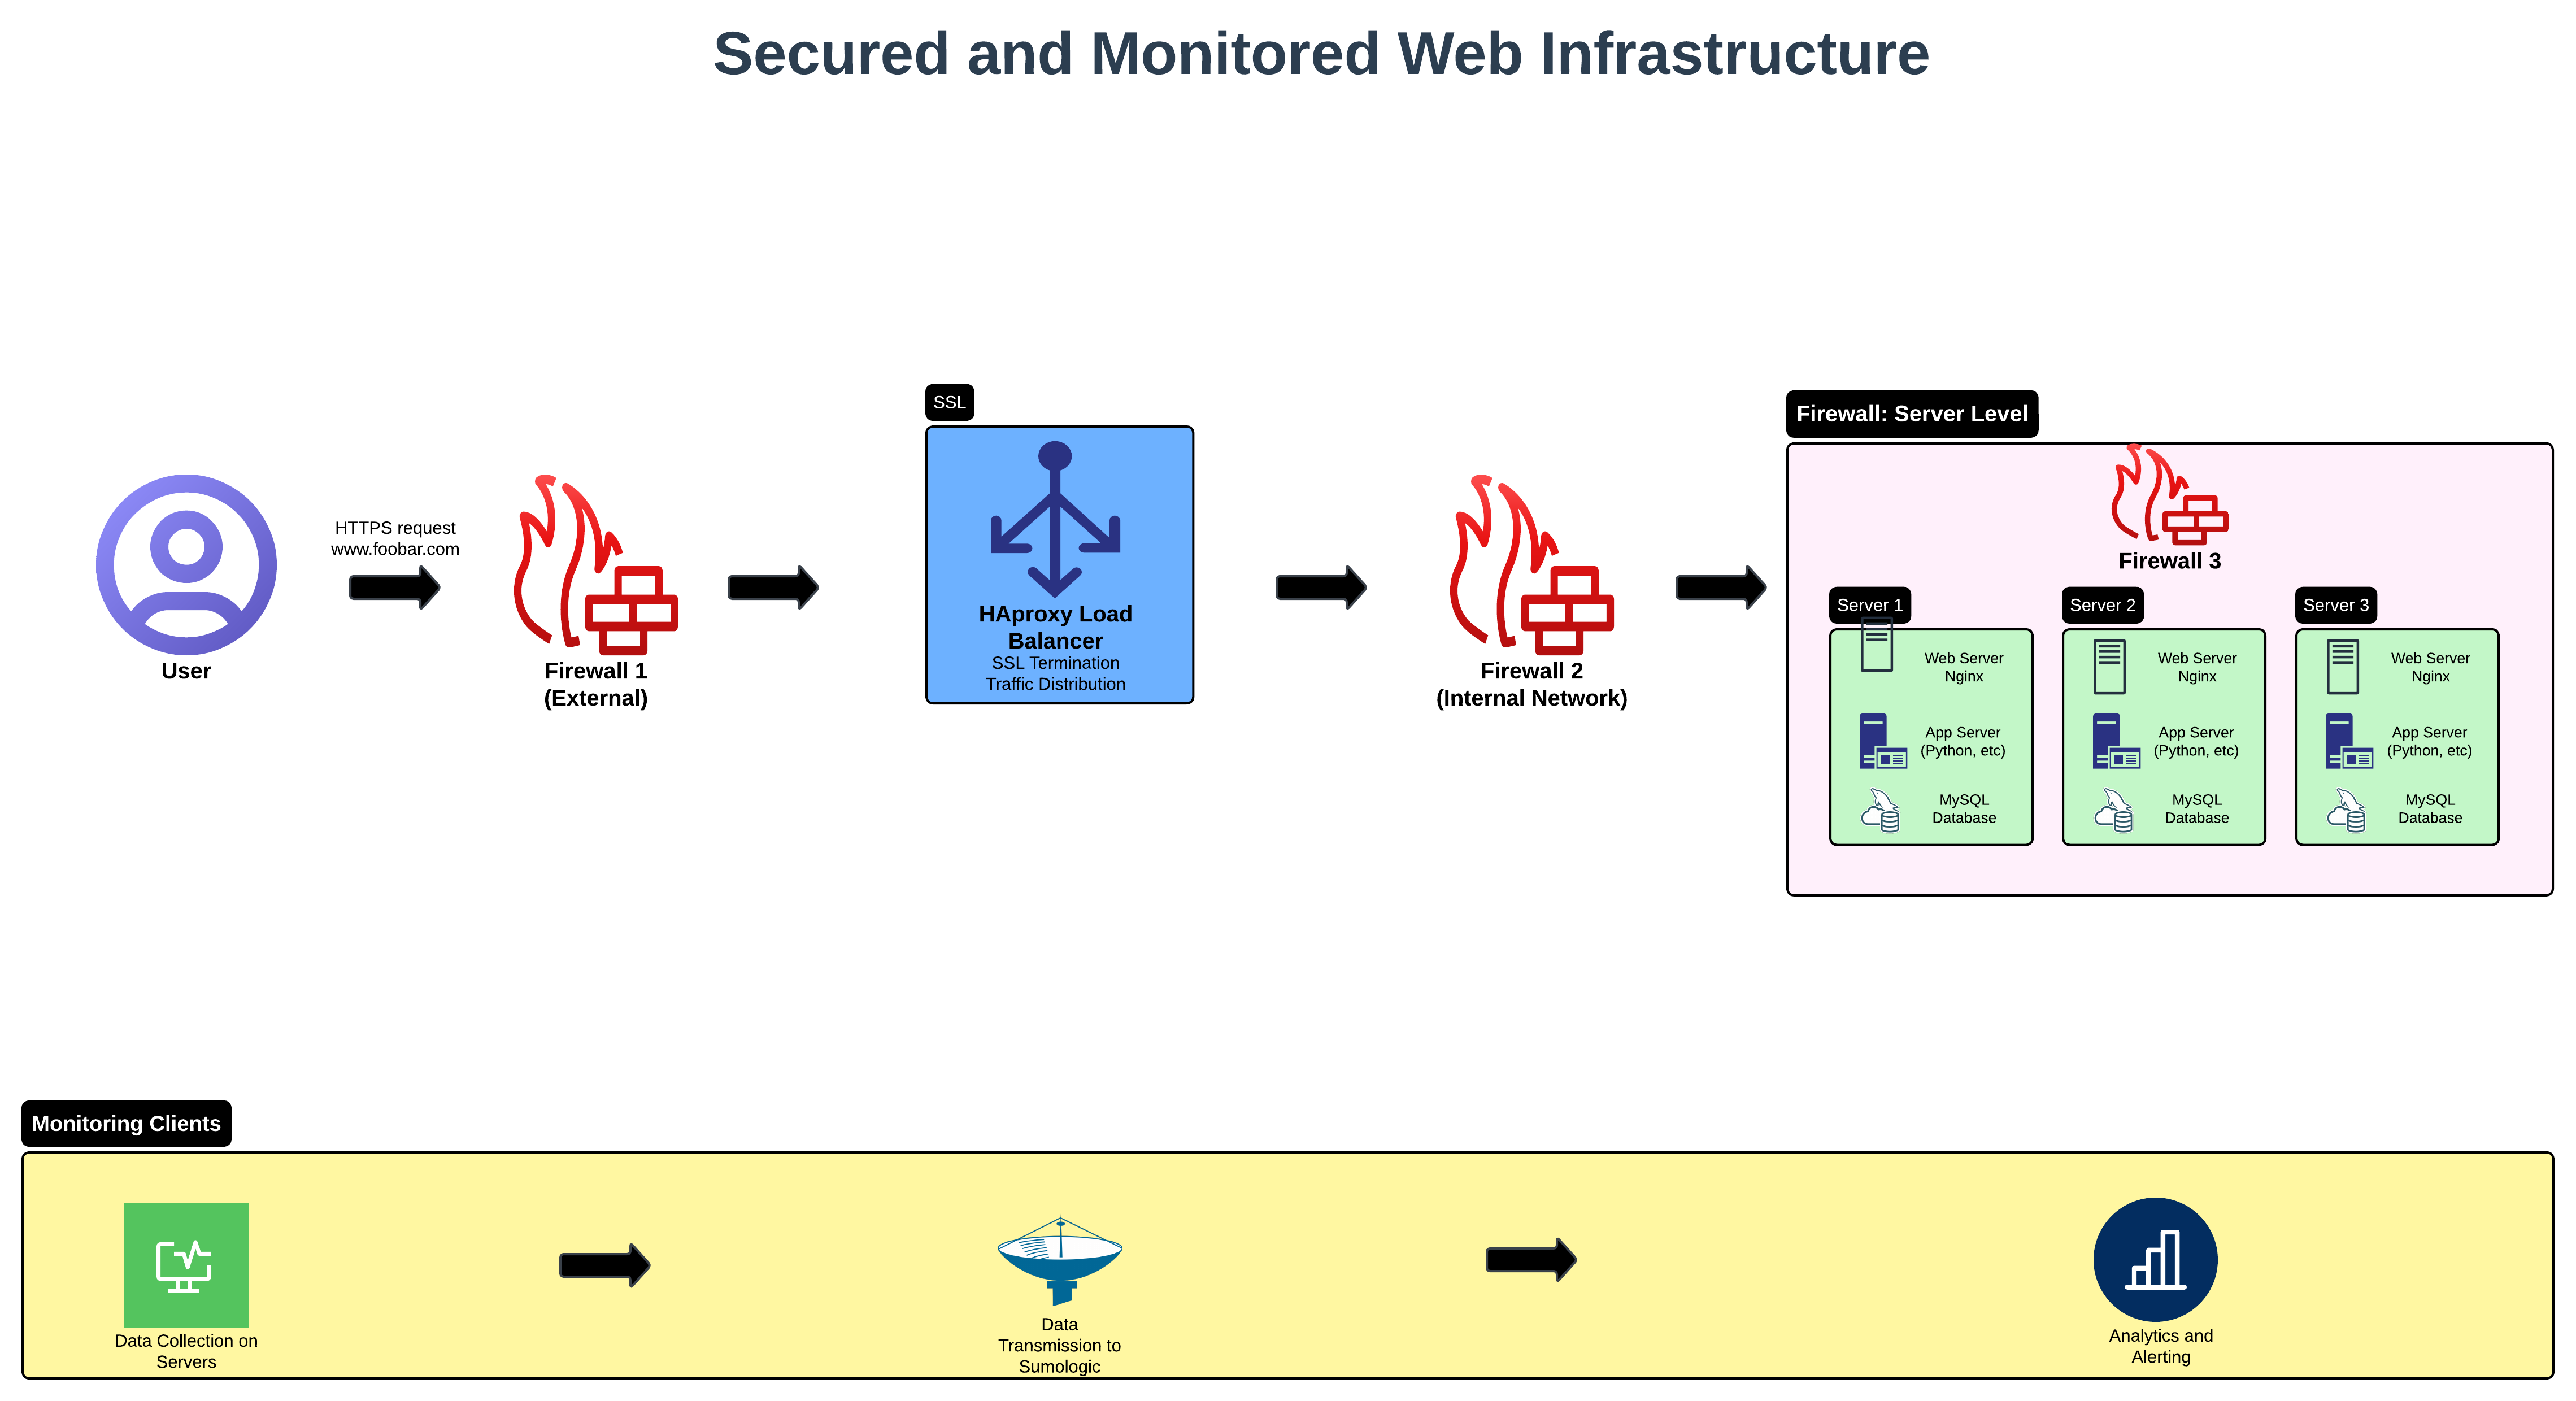 Secured and Monitored Web Infrastructure
SSL
Firewall: Server Level
HTTPS request
www.foobar.com
User
Firewall 1
(External)
HAproxy Load
Balancer
SSL Termination
Traffic Distribution
Firewall 2
(Internal Network)
Firewall 3
Server 1
Web Server
Nginx
App Server
(Python, etc)
MySQL
Database
Server 2
Web Server
Nginx
App Server
(Python, etc)
MySQL
Database
Server 3
Web Server
Nginx
App Server
(Python, etc)
MySQL
Database
Monitoring Clients
Data Collection on
Servers
Data
Transmission to
Sumologic
Analytics and
Alerting